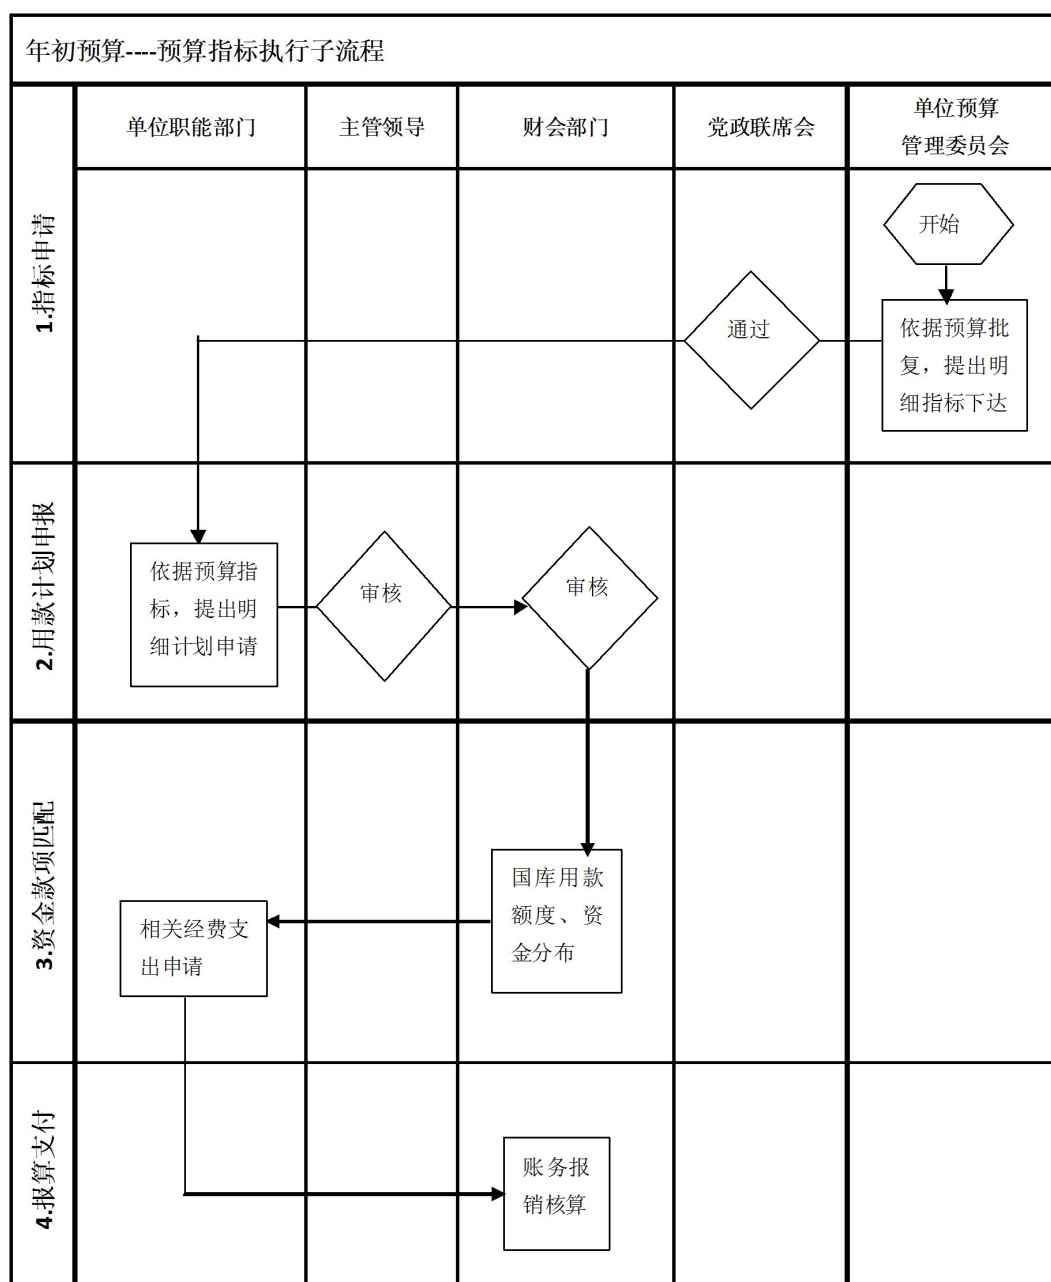 年初预算----预算指标执行子流程
单位职能部门
主管领导
财会部门
党政联席会
单位预算
管理委员会
1.指标申请
开始
通过
依据预算批
复，提出明
细指标下达
2.用款计划申报
依据预算指
标，提出明
细计划申请
审核
审核
3.资金款项匹配
国库用款
额度、资
金分布
相关经费支
出申请
4.报算支付
账务报
销核算